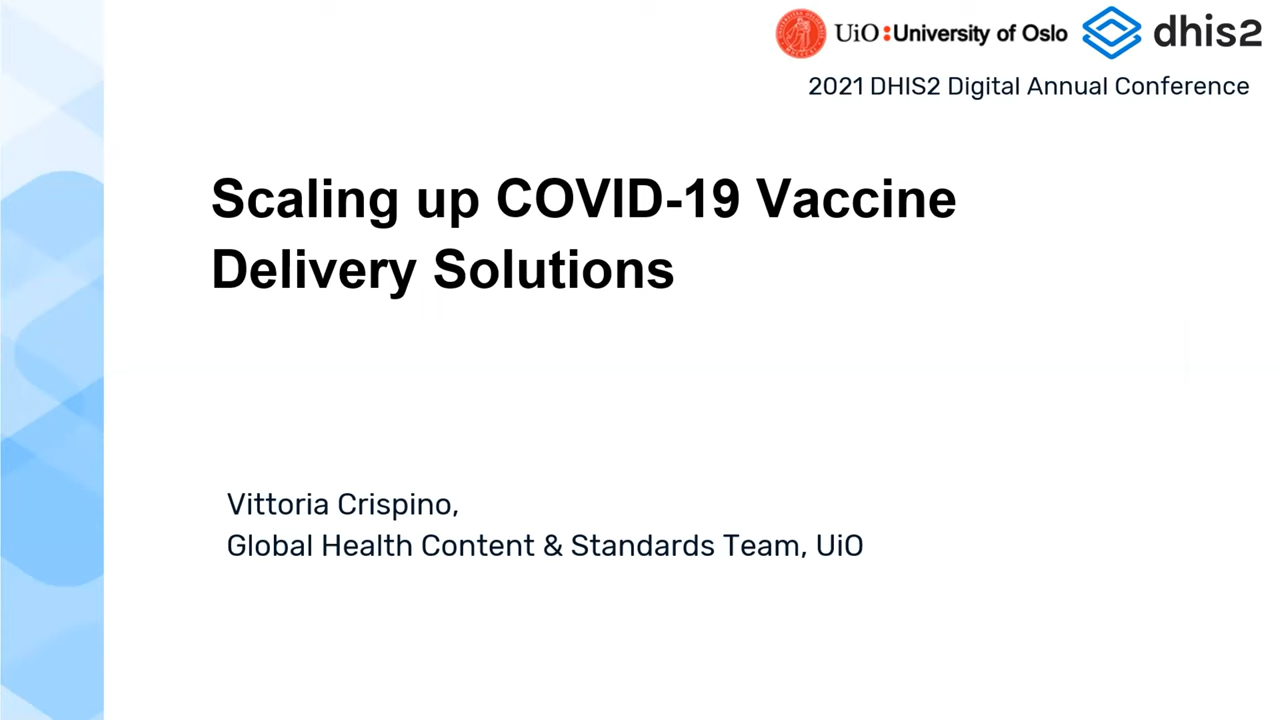 UiO : University of Oslo dhis2
2021 DHIS2 Digital Annual Conference
Scaling up COVID-19 Vaccine
Delivery Solutions
Vittoria Crispino,
Global Health Content & Standards Team, UiO